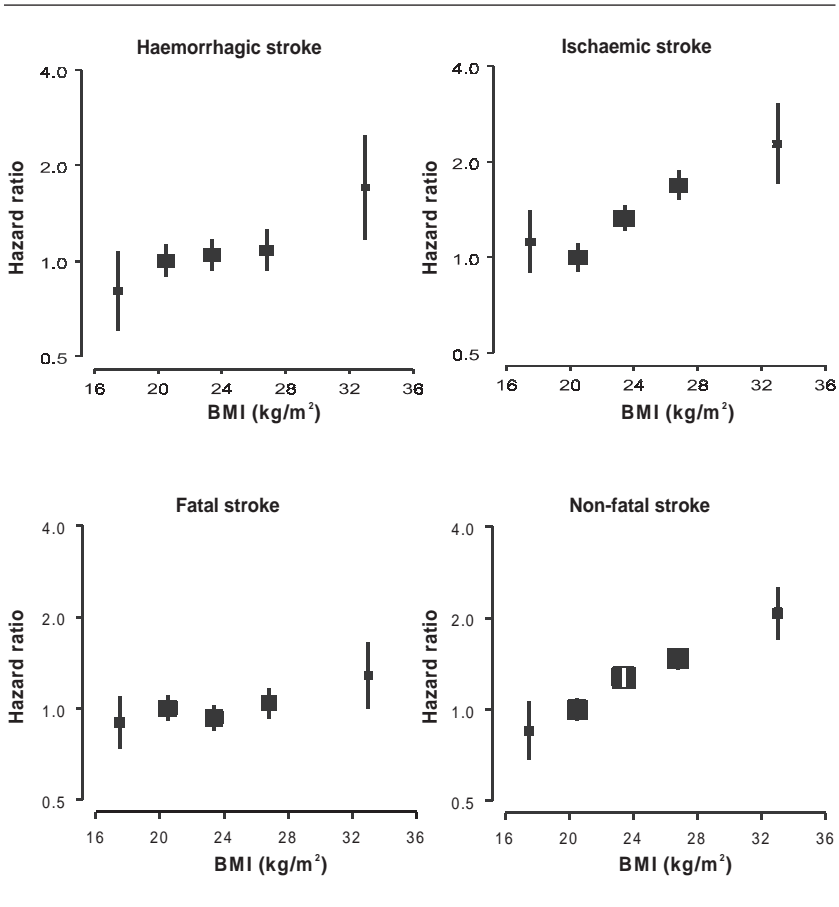 Haemorrhagic stroke
4.0
2.0
1.0
0.5
Hazard ratio
16 20 24 28 32 36
BMI (kg/m²)
Ischaemic stroke
4.0
2.0
1.0
0.5
Hazard ratio
16 20 24 28 32 36
BMI (kg/m²)
Fatal stroke
4.0
2.0
1.0
0.5
Hazard ratio
16 20 24 28 32 36
BMI (kg/m²)
Non-fatal stroke
4.0
2.0
1.0
0.5
Hazard ratio
16 20 24 28 32 36
BMI (kg/m²)